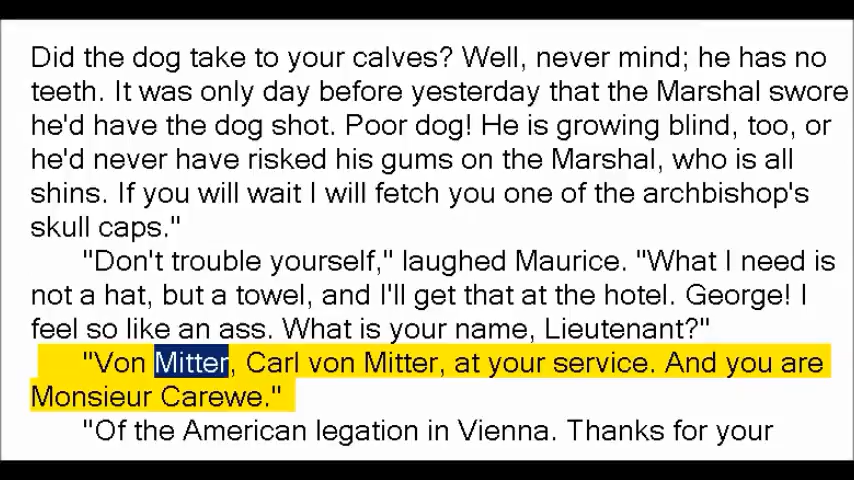 Did the dog take to your calves? Well, never mind; he has no
teeth. It was only day before yesterday that the Marshal swore
he'd have the dog shot. Poor dog! He is growing blind, too, or
he'd never have risked his gums on the Marshal, who is all
shins. If you will wait I will fetch you one of the archbishop's
skull caps."
"Don't trouble yourself," laughed Maurice. "What I need is
not a hat, but a towel, and I'll get that at the hotel. George! I
feel so like an ass. What is your name, Lieutenant?"
"Von Mitter, Carl von Mitter, at your service. And you are
Monsieur Carewe."
"Of the American legation in Vienna. Thanks for your